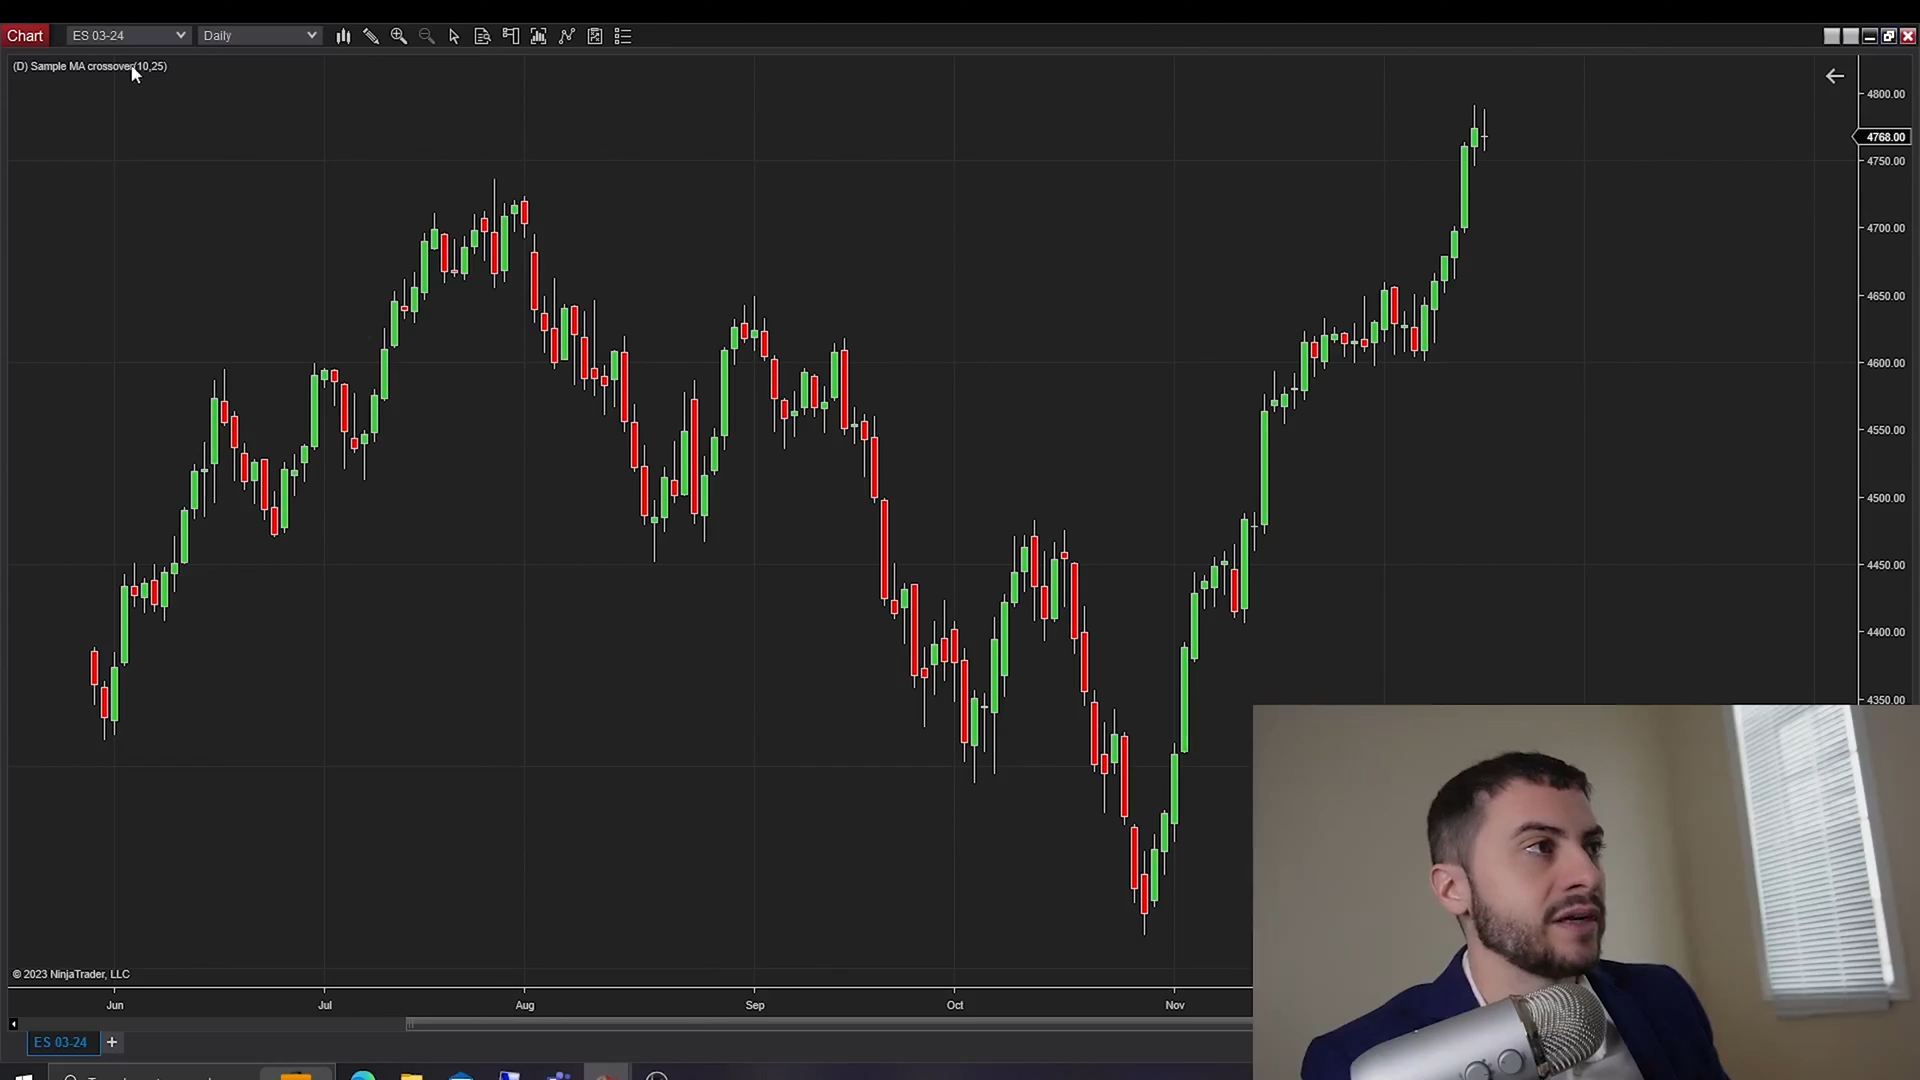 Chart
ES 03-24
Daily
(D) Sample MA crossover(10,25)
4800.00
4768.00
4750.00
4700.00
4650.00
4600.00
4550.00
4500.00
4450.00
4400.00
4350.00
© 2023 NinjaTrader, LLC
Jun
Jul
Aug
Sep
Oct
Nov
ES 03-24
+